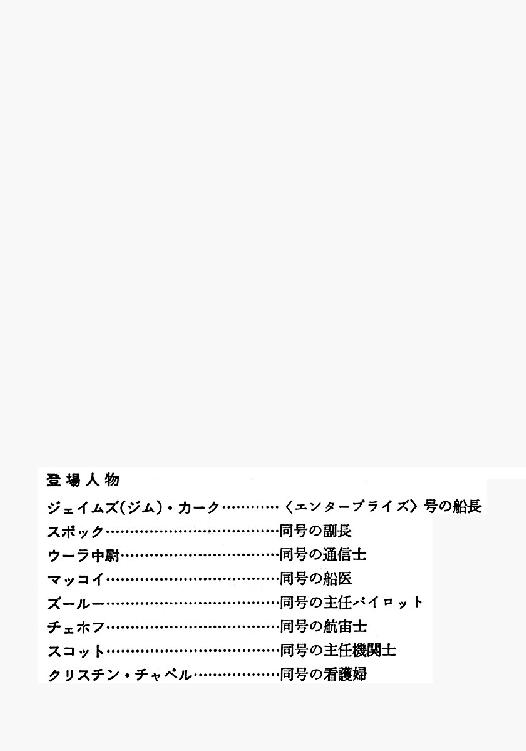 登場人物
ジェイムズ(ジム)・カーク…………〈エンタープライズ〉号の船長
スポック………………………………同号の副長
ウーラ中尉……………………………同号の通信士
マッコイ………………………………同号の船医
ズールー………………………………同号の主任パイロット
チェホフ………………………………同号の航宙士
スコット………………………………同号の主任機関士
クリスチン・チャペル………………同号の看護婦